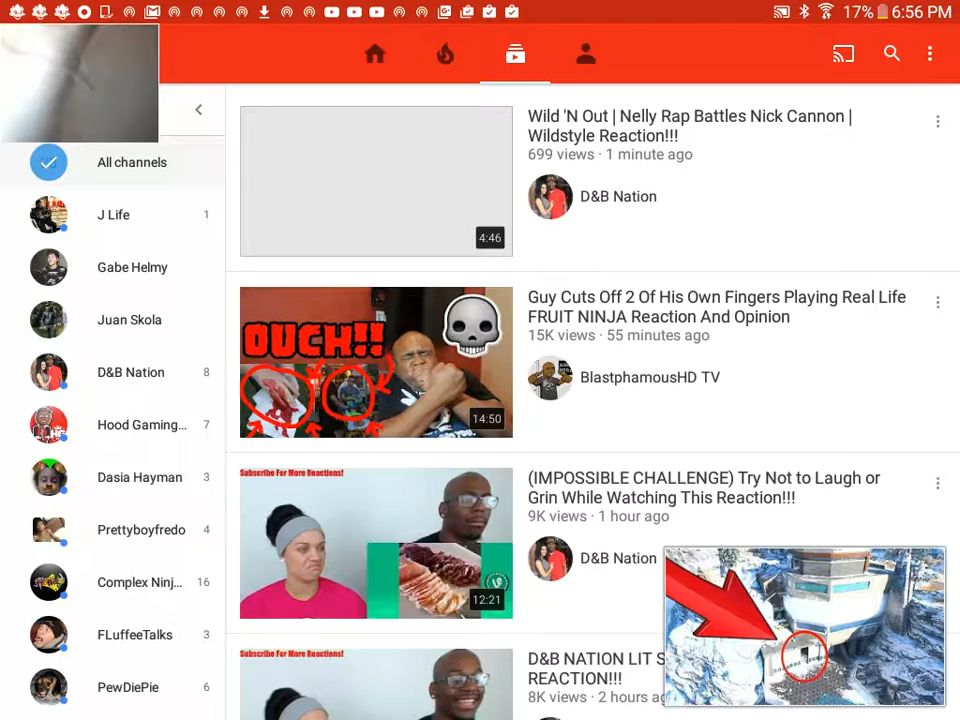 17% 6:56 PM
All channels
J Life 1
Gabe Helmy
Juan Skola
D&B Nation 8
Hood Gaming... 7
Dasia Hayman 3
Prettyboyfredo 4
Complex Ninj... 16
FLuffeeTalks 3
PewDiePie 6
4:46
Wild 'N Out | Nelly Rap Battles Nick Cannon |
Wildstyle Reaction!!!
699 views · 1 minute ago
D&B Nation
OUCH!!
14:50
Guy Cuts Off 2 Of His Own Fingers Playing Real Life
FRUIT NINJA Reaction And Opinion
15K views · 55 minutes ago
BlastphamousHD TV
Subscribe For More Reactions!
12:21
(IMPOSSIBLE CHALLENGE) Try Not to Laugh or
Grin While Watching This Reaction!!!
9K views · 1 hour ago
D&B Nation
Subscribe For More Reactions!
D&B NATION LIT S
REACTION!!!
8K views · 2 hours ag